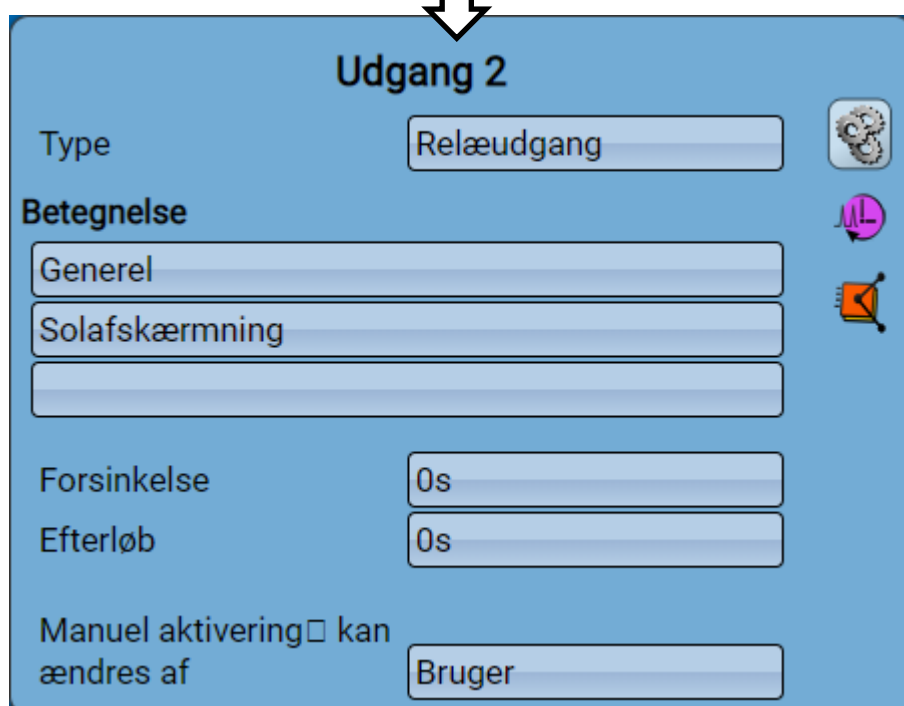 Udgang 2
Type Relæudgang
Betegnelse
Generel
Solafskærmning
Forsinkelse 0s
Efterløb 0s
Manuel aktivering□ kan
ændres af Bruger